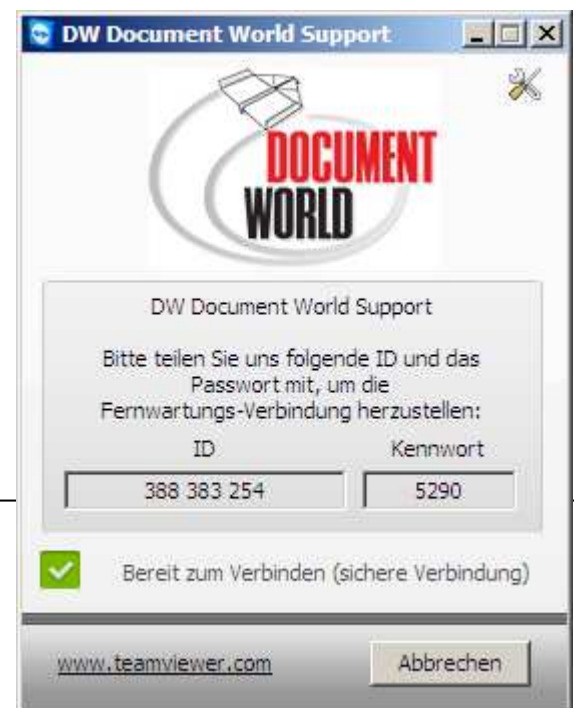 DW Document World Support
DOCUMENT
WORLD
DW Document World Support
Bitte teilen Sie uns folgende ID und das
Passwort mit, um die
Fernwartungs-Verbindung herzustellen:
ID Kennwort
388 383 254 5290
Bereit zum Verbinden (sichere Verbindung)
www.teamviewer.com Abbrechen